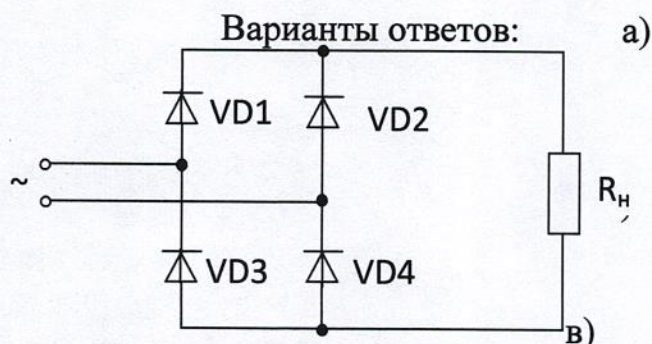 Варианты ответов: а)
VD1 VD2
~ Rн
VD3 VD4
в)